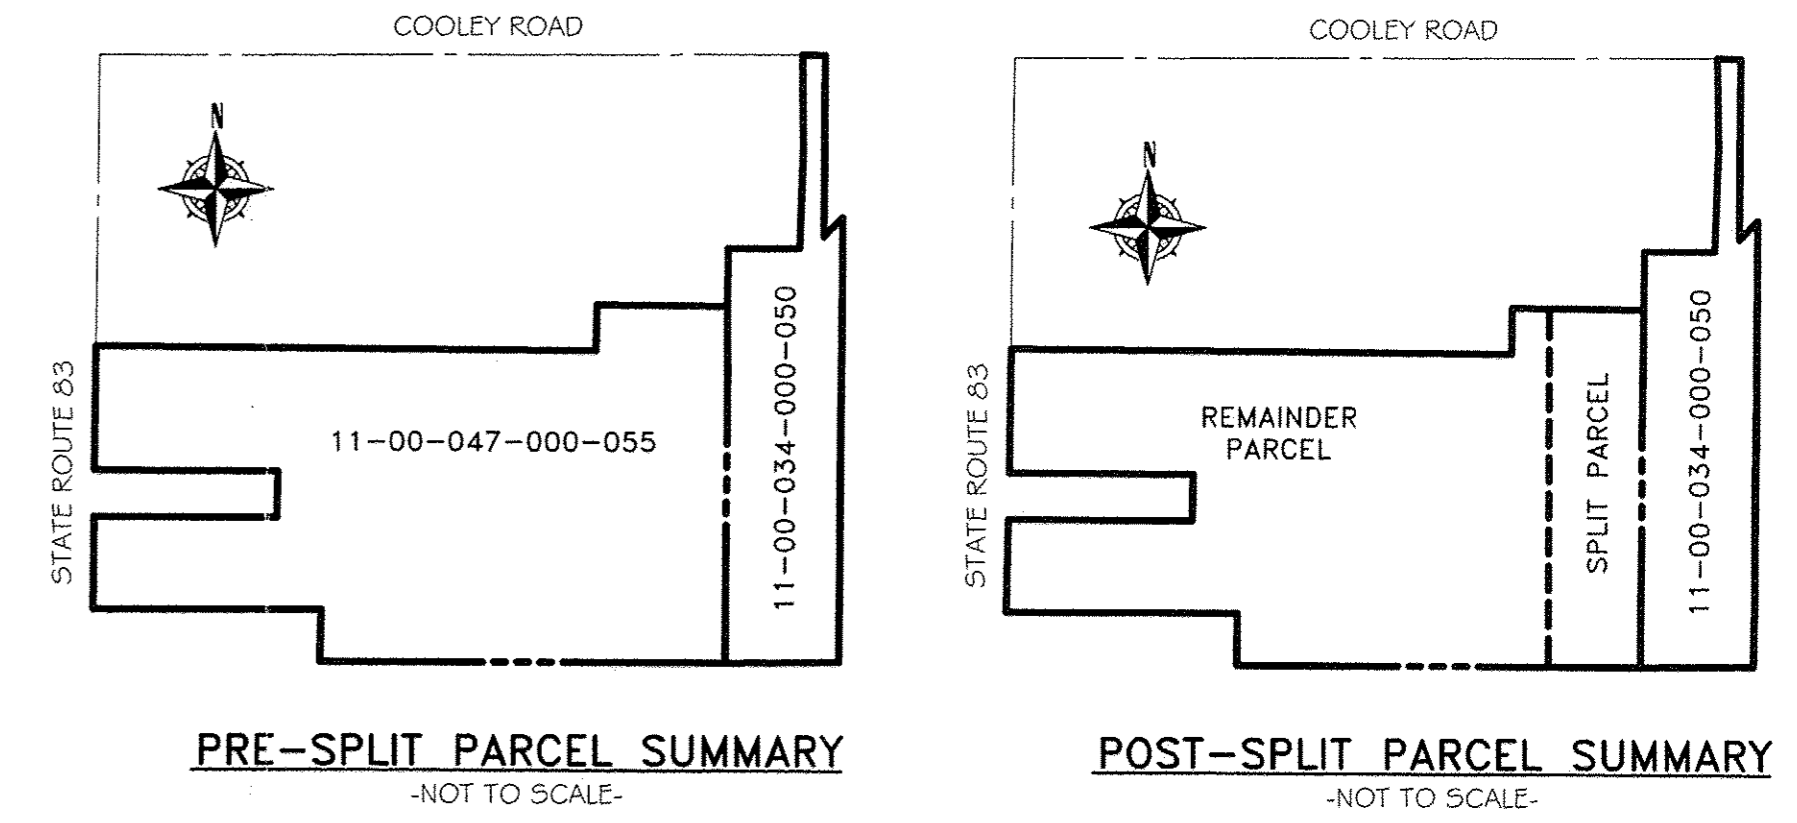 COOLEY ROAD
N
STATE ROUTE 83
11-00-047-000-055
11-00-034-000-050
PRE-SPLIT PARCEL SUMMARY
-NOT TO SCALE-
COOLEY ROAD
N
STATE ROUTE 83
REMAINDER
PARCEL
SPLIT PARCEL
11-00-034-000-050
POST-SPLIT PARCEL SUMMARY
-NOT TO SCALE-